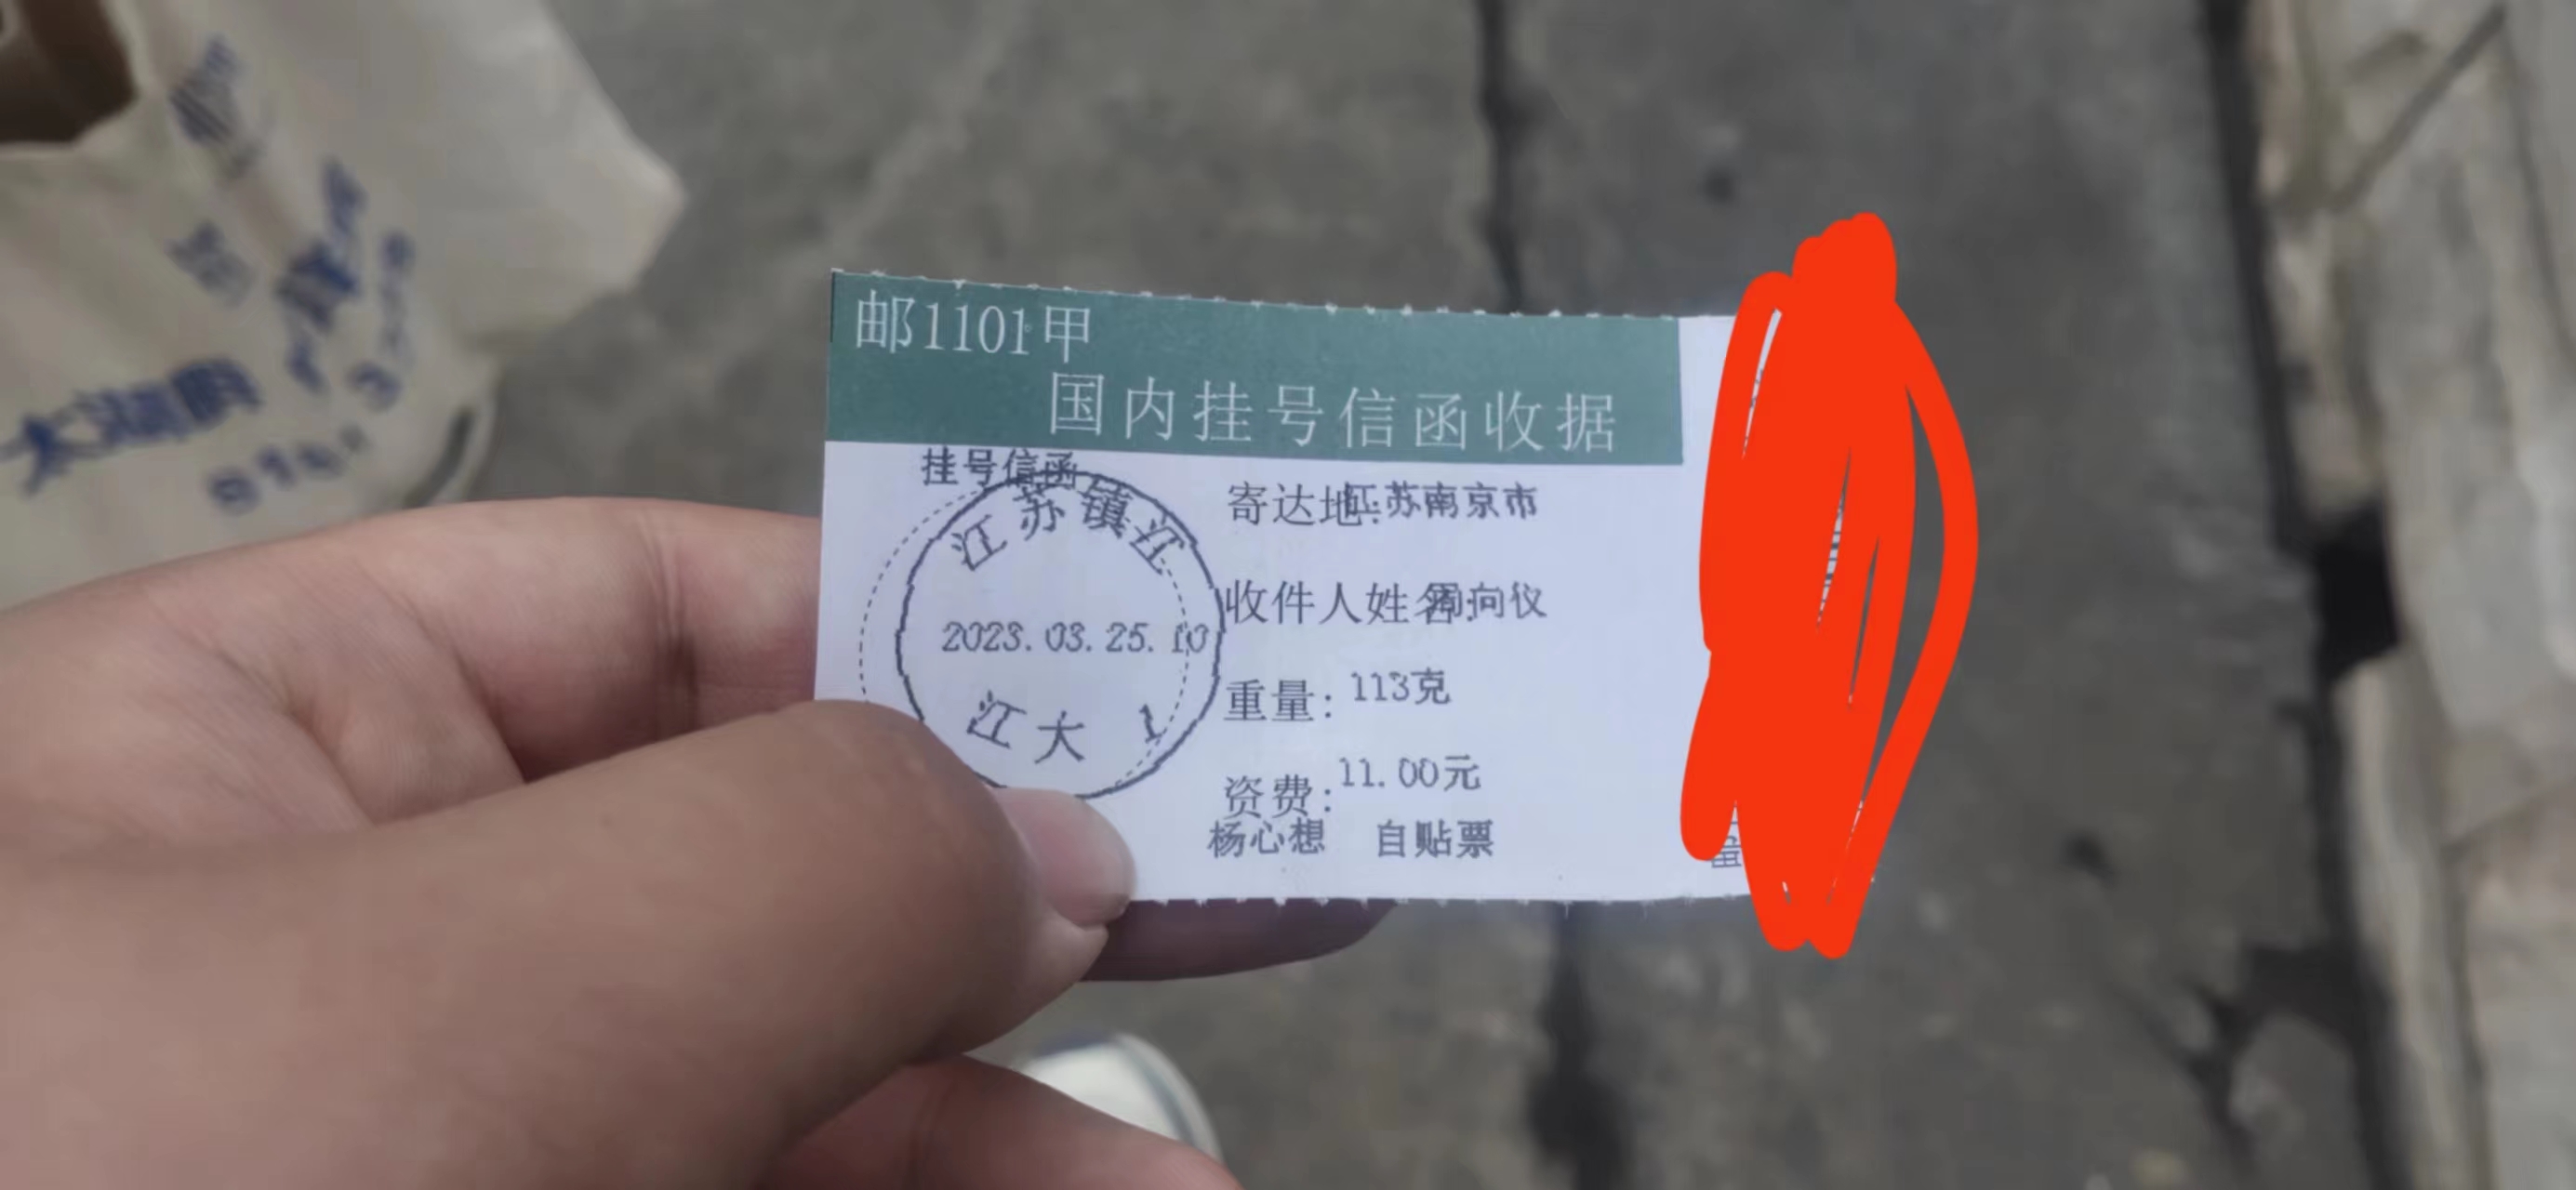 邮1101甲
国内挂号信函收据
挂号信函
江苏镇江
2023.03.25.10
江大 1
寄达地:江苏南京市
收件人姓名:周向仪
重量:113克
资费:11.00元
杨心想 自贴票
太湖